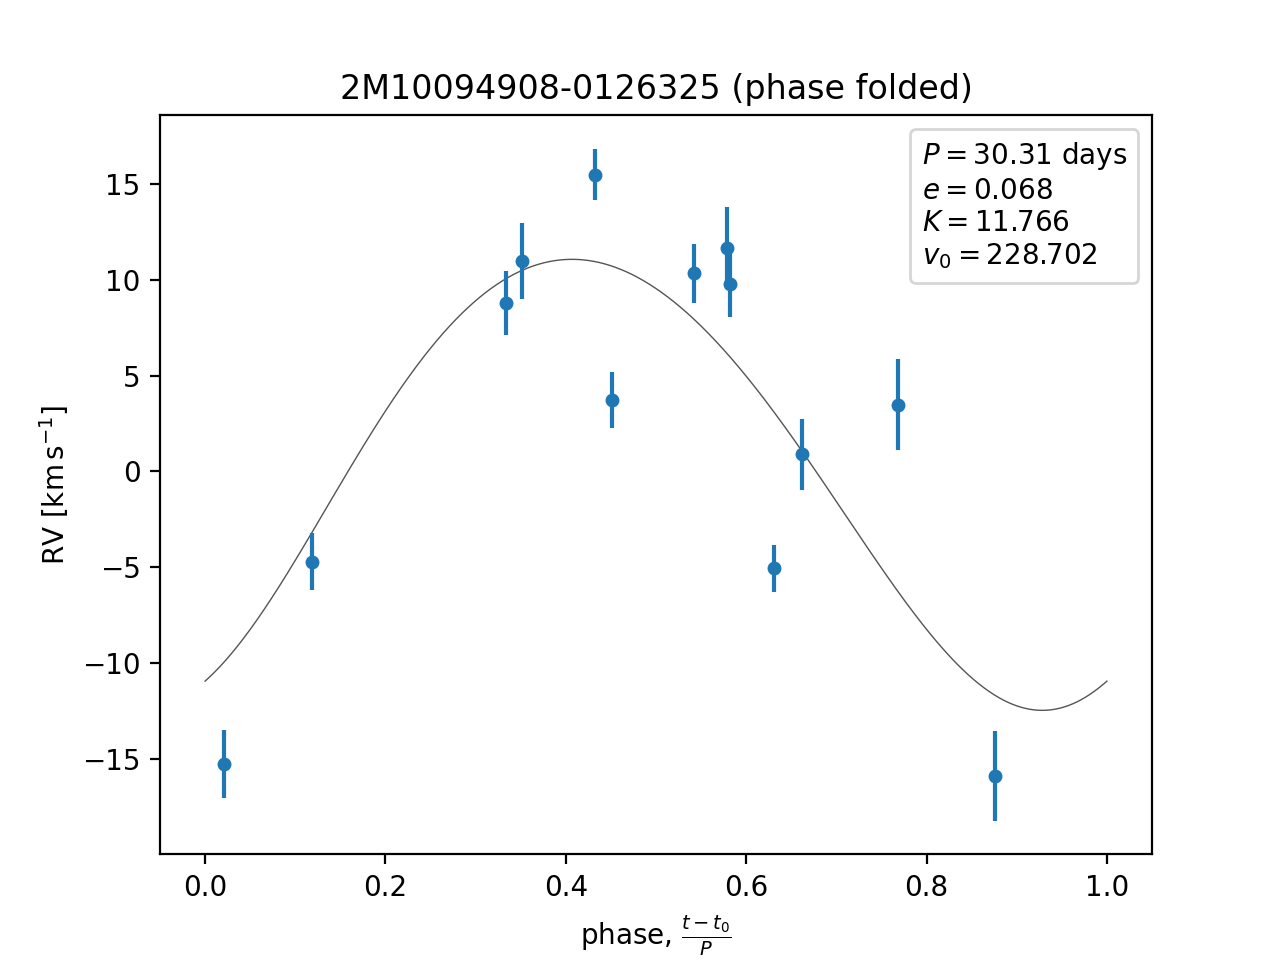 2M10094908-0126325 (phase folded)
P = 30.31 days
e = 0.068
K = 11.766
v₀ = 228.702
RV [km s⁻¹]
15
10
5
0
−5
−10
−15
0.0 0.2 0.4 0.6 0.8 1.0
phase, (t − t₀)/P